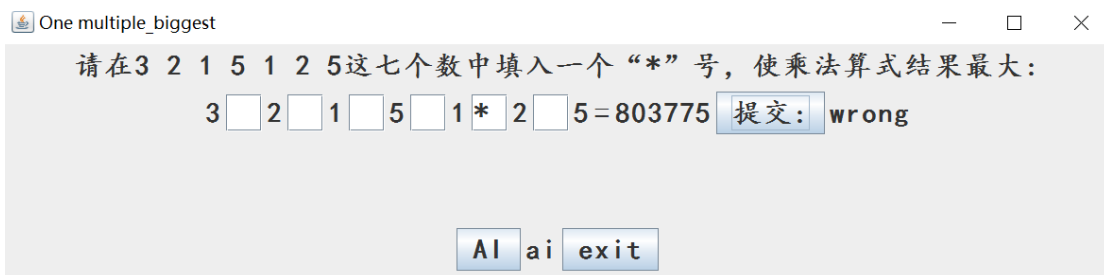 One multiple_biggest
请在3 2 1 5 1 2 5这七个数中填入一个“*”号，使乘法算式结果最大：
3 2 1 5 1 * 2 5 = 803775 提交： wrong
AI ai exit